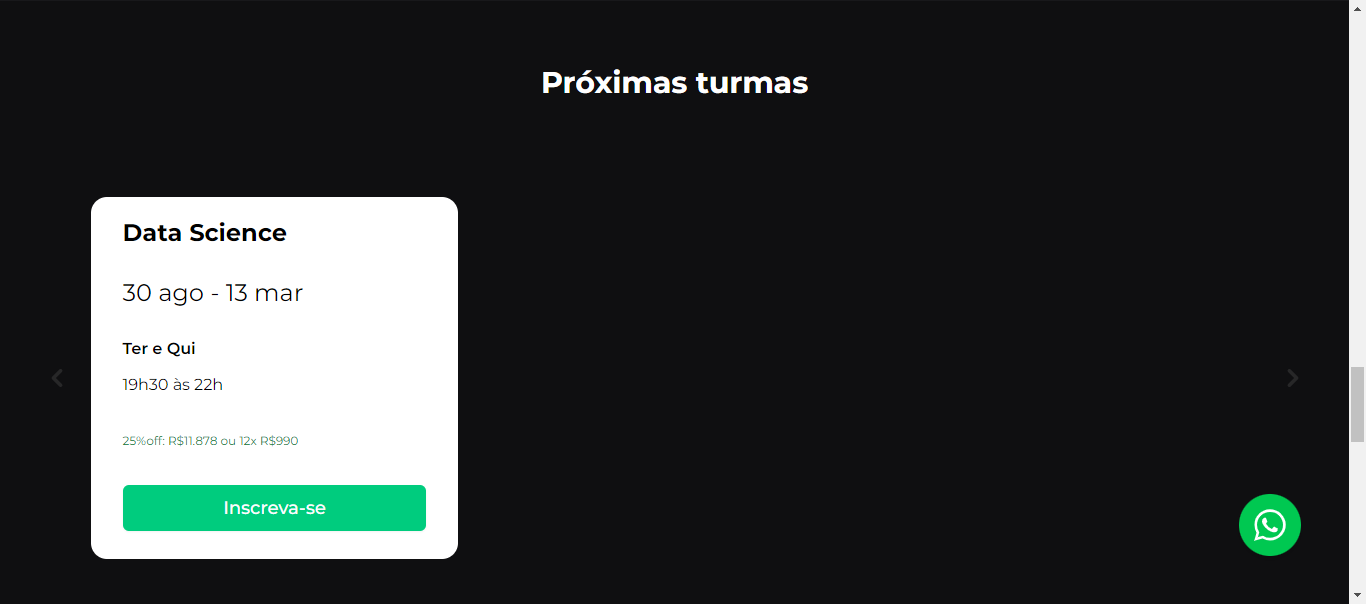 Próximas turmas
Data Science
30 ago - 13 mar
Ter e Qui
19h30 às 22h
25%off: R$11.878 ou 12x R$990
Inscreva-se